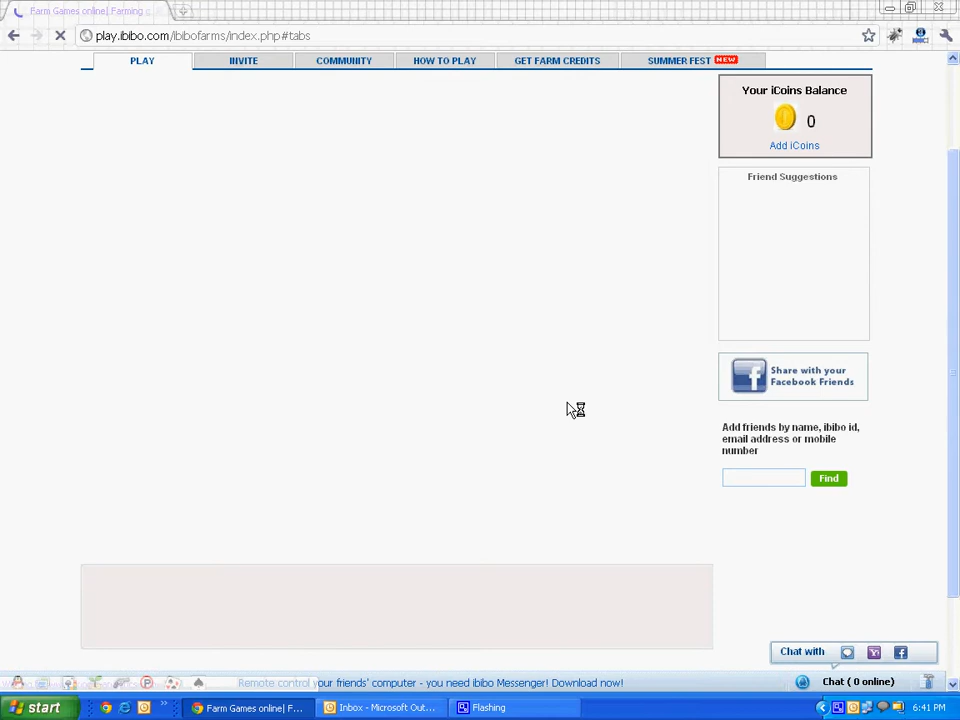 Farm Games online| Farming g
play.ibibo.com/ibibofarms/index.php#tabs
PLAY
INVITE
COMMUNITY
HOW TO PLAY
GET FARM CREDITS
SUMMER FEST NEW
Your iCoins Balance
0
Add iCoins
Friend Suggestions
Share with your
Facebook Friends
Add friends by name, ibibo id,
email address or mobile
number
Find
Chat with
Remote control your friends' computer - you need ibibo Messenger! Download now!
Chat ( 0 online)
start
Farm Games online| F...
Inbox - Microsoft Out...
Flashing
6:41 PM